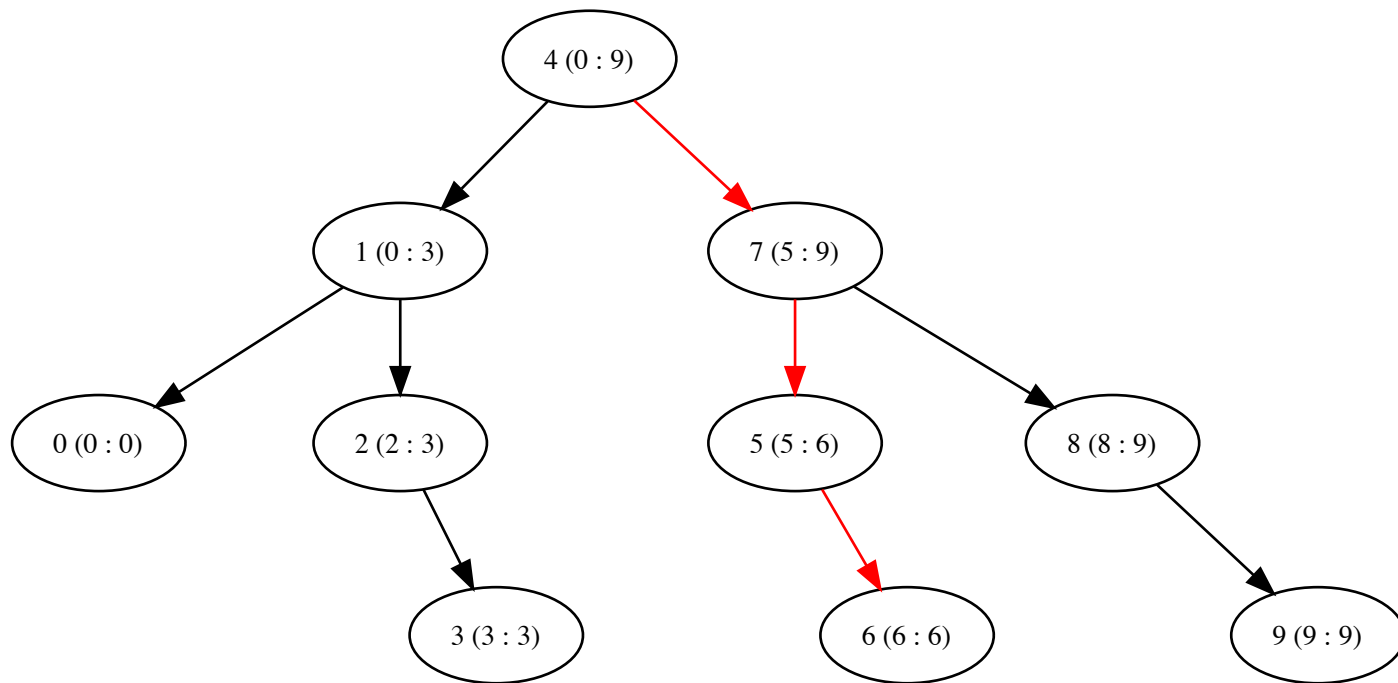 4 (0 : 9)
1 (0 : 3)
7 (5 : 9)
0 (0 : 0)
2 (2 : 3)
5 (5 : 6)
8 (8 : 9)
3 (3 : 3)
6 (6 : 6)
9 (9 : 9)